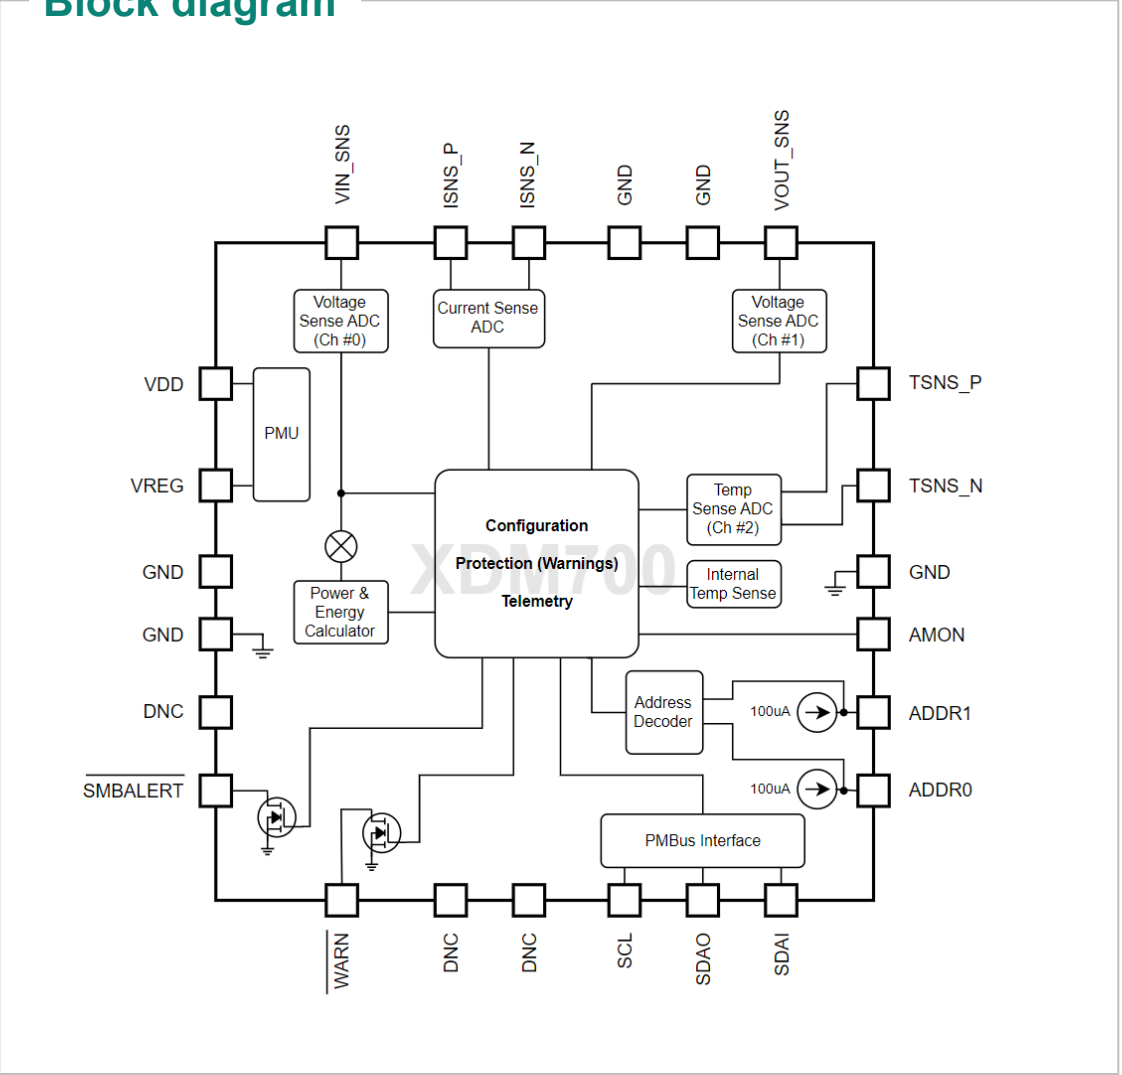 Block diagram
VIN_SNS
ISNS_P
ISNS_N
GND
GND
VOUT_SNS
Voltage
Sense ADC
(Ch #0)
Current Sense
ADC
Voltage
Sense ADC
(Ch #1)
VDD
PMU
TSNS_P
VREG
TSNS_N
Temp
Sense ADC
(Ch #2)
Configuration
Protection (Warnings)
Telemetry
XDM700
Internal
Temp Sense
GND
GND
Power &
Energy
Calculator
GND
AMON
DNC
Address
Decoder
100uA
ADDR1
SMBALERT
100uA
ADDR0
PMBus Interface
WARN
DNC
DNC
SCL
SDAO
SDAI